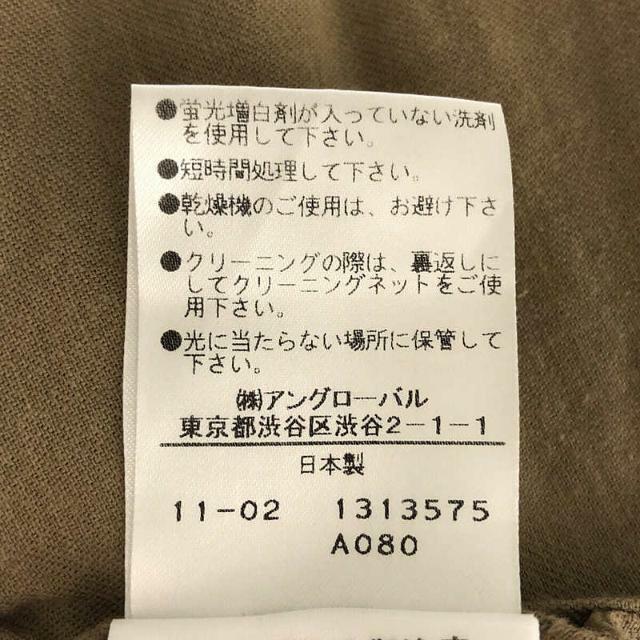 ●蛍光増白剤が入っていない洗剤
を使用して下さい。
●短時間処理して下さい。
●乾燥機のご使用は、お避け下さ
い。
●クリーニングの際は、裏返しに
してクリーニングネットをご使
用下さい。
●光に当たらない場所に保管して
下さい。
㈱アングローバル
東京都渋谷区渋谷2-1-1
日本製
11-02 1313575
A080